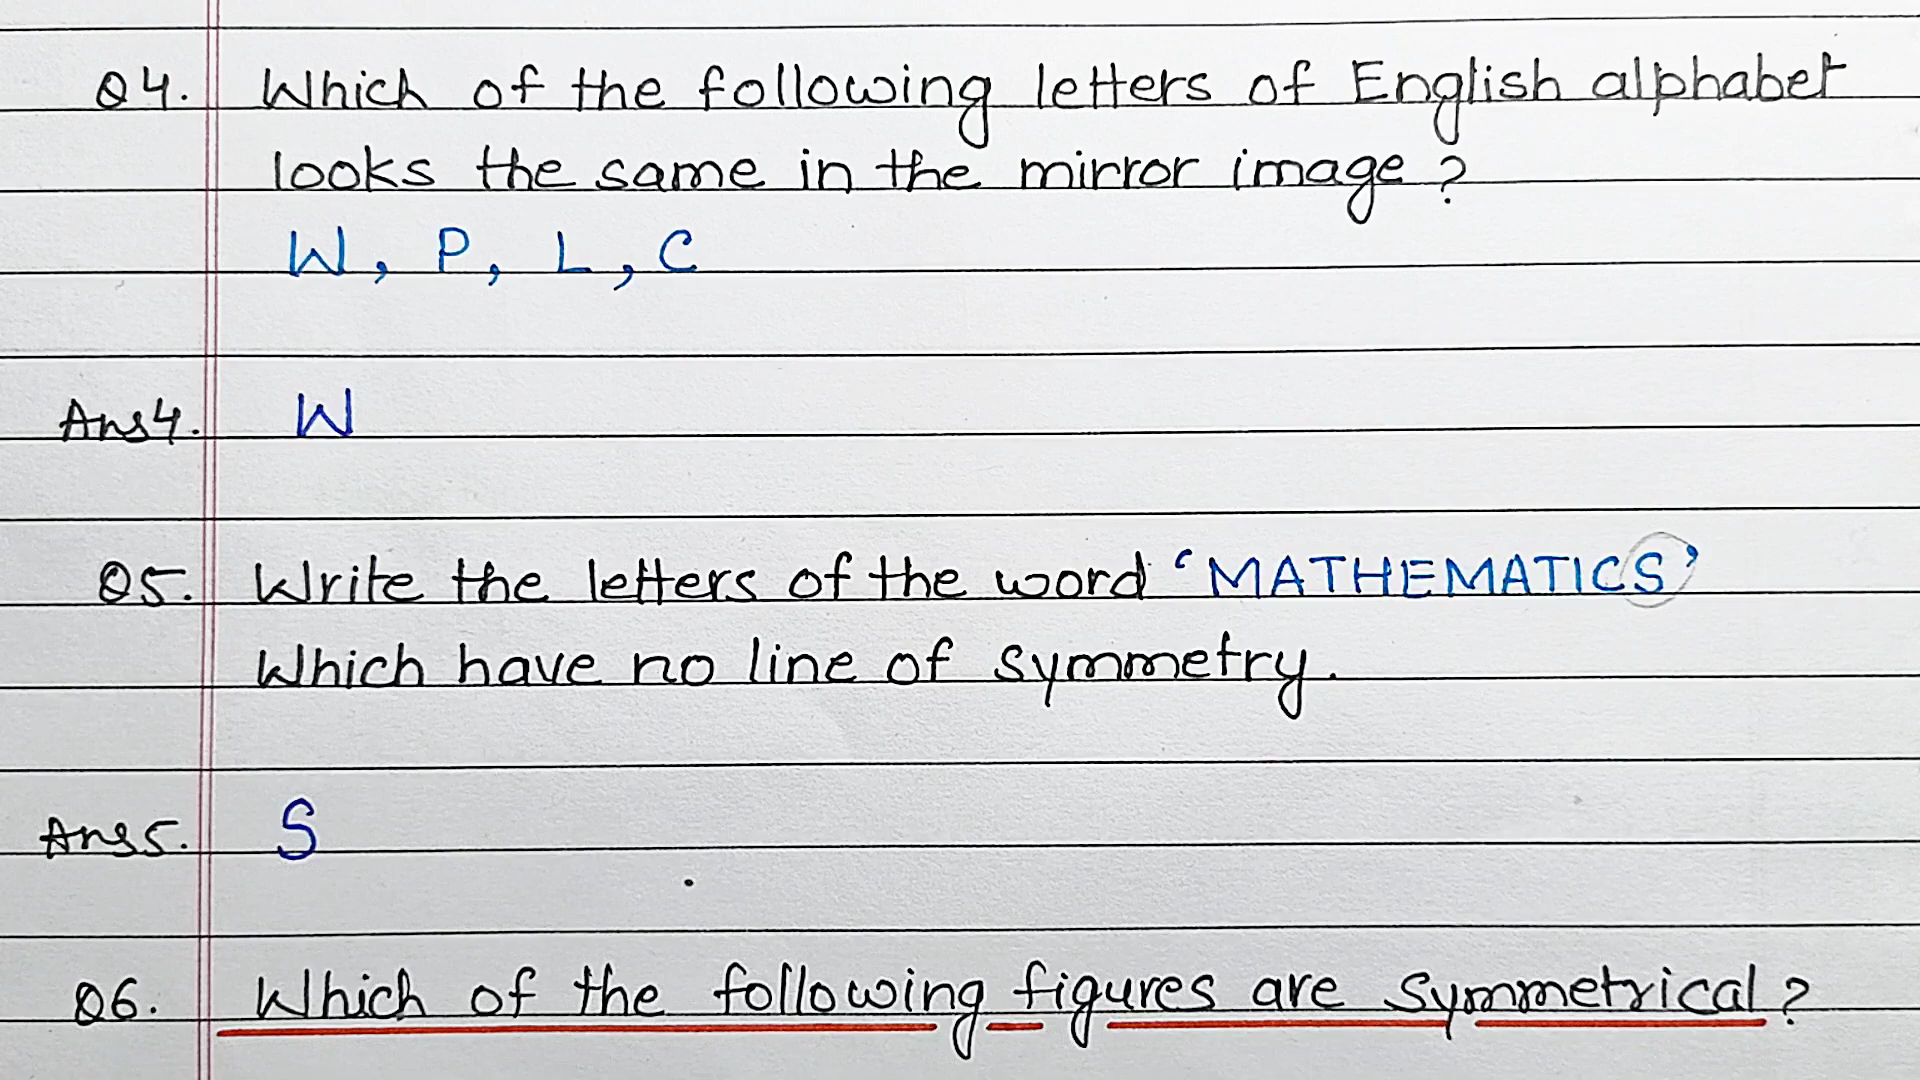 Q4. Which of the following letters of English alphabet
looks the same in the mirror image?
W, P, L, C
Ans4. W
Q5. Write the letters of the word 'MATHEMATICS'
Which have no line of symmetry.
Ans5. S
Q6. Which of the following figures are symmetrical?